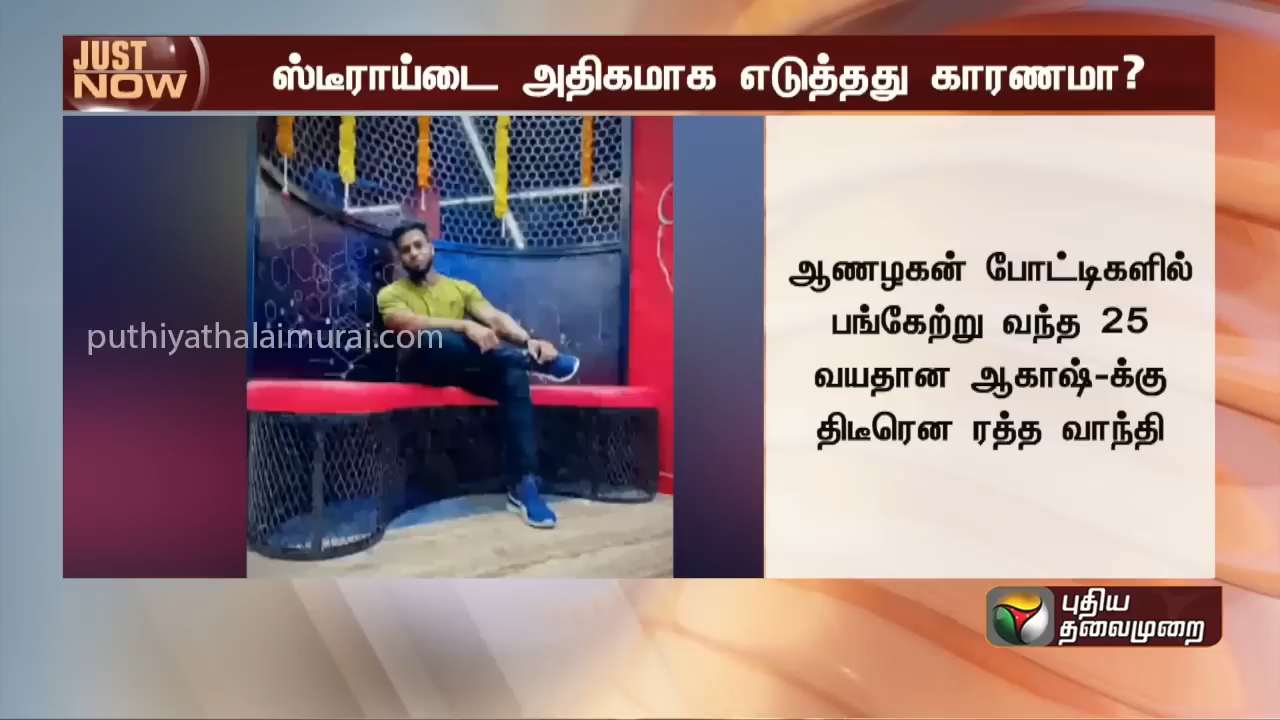 JUST
NOW
ஸ்டீராய்டை அதிகமாக எடுத்தது காரணமா?
puthiyathalaimurai.com
ஆணழகன் போட்டிகளில்
பங்கேற்று வந்த 25
வயதான ஆகாஷ்-க்கு
திடீரென ரத்த வாந்தி
புதிய
தலைமுறை